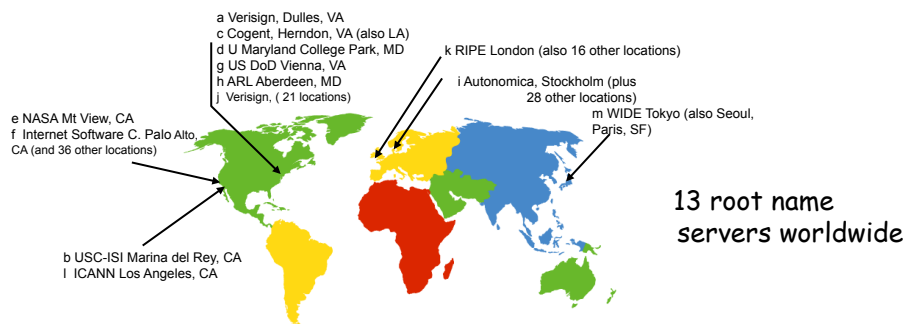 a Verisign, Dulles, VA
c Cogent, Herndon, VA (also LA)
d U Maryland College Park, MD
g US DoD Vienna, VA
h ARL Aberdeen, MD
j Verisign, ( 21 locations)
k RIPE London (also 16 other locations)
i Autonomica, Stockholm (plus
28 other locations)
m WIDE Tokyo (also Seoul,
Paris, SF)
e NASA Mt View, CA
f Internet Software C. Palo Alto,
CA (and 36 other locations)
13 root name
servers worldwide
b USC-ISI Marina del Rey, CA
l ICANN Los Angeles, CA